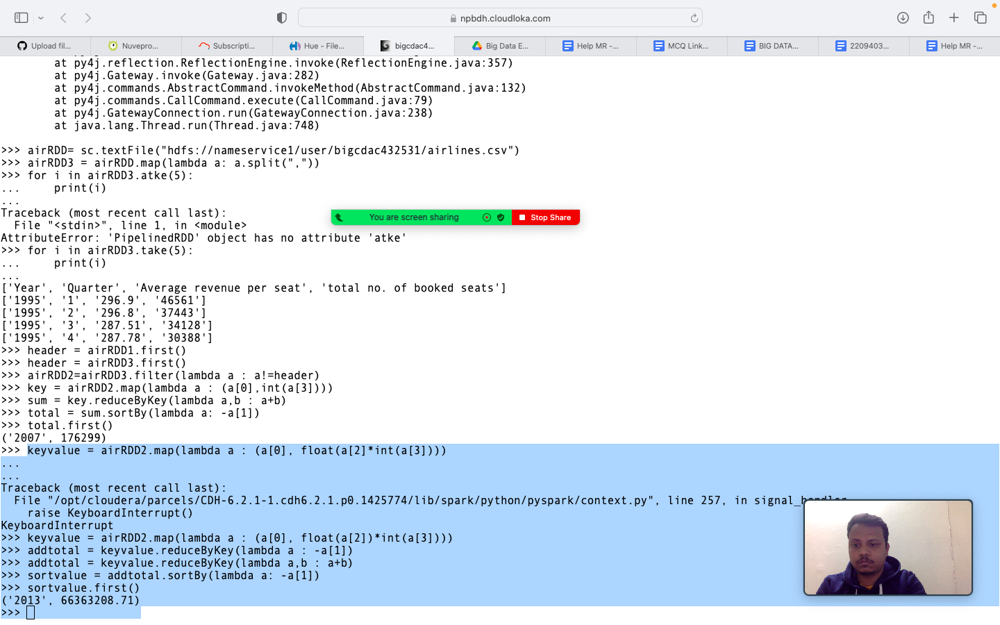 npbdh.cloudloka.com
Upload fil...
Nuvepro...
Subscripti...
Hue - File...
bigcdac4...
Big Data E...
Help MR -...
MCQ Link...
BIG DATA...
2209403...
Help MR -...
at py4j.reflection.ReflectionEngine.invoke(ReflectionEngine.java:357)
at py4j.Gateway.invoke(Gateway.java:282)
at py4j.commands.AbstractCommand.invokeMethod(AbstractCommand.java:132)
at py4j.commands.CallCommand.execute(CallCommand.java:79)
at py4j.GatewayConnection.run(GatewayConnection.java:238)
at java.lang.Thread.run(Thread.java:748)
>>> airRDD= sc.textFile("hdfs://nameservice1/user/bigcdac432531/airlines.csv")
>>> airRDD3 = airRDD.map(lambda a: a.split(","))
>>> for i in airRDD3.atke(5):
...     print(i)
...
Traceback (most recent call last):
  File "<stdin>", line 1, in <module>
You are screen sharing
Stop Share
AttributeError: 'PipelinedRDD' object has no attribute 'atke'
>>> for i in airRDD3.take(5):
...     print(i)
...
['Year', 'Quarter', 'Average revenue per seat', 'total no. of booked seats']
['1995', '1', '296.9', '46561']
['1995', '2', '296.8', '37443']
['1995', '3', '287.51', '34128']
['1995', '4', '287.78', '30388']
>>> header = airRDD1.first()
>>> header = airRDD3.first()
>>> airRDD2=airRDD3.filter(lambda a : a!=header)
>>> key = airRDD2.map(lambda a : (a[0],int(a[3])))
>>> sum = key.reduceByKey(lambda a,b : a+b)
>>> total = sum.sortBy(lambda a: -a[1])
>>> total.first()
('2007', 176299)
>>> keyvalue = airRDD2.map(lambda a : (a[0], float(a[2]*int(a[3])))
...
...
Traceback (most recent call last):
  File "/opt/cloudera/parcels/CDH-6.2.1-1.cdh6.2.1.p0.1425774/lib/spark/python/pyspark/context.py", line 257, in signal_handler
    raise KeyboardInterrupt()
KeyboardInterrupt
>>> keyvalue = airRDD2.map(lambda a : (a[0], float(a[2])*int(a[3])))
>>> addtotal = keyvalue.reduceByKey(lambda a : -a[1])
>>> addtotal = keyvalue.reduceByKey(lambda a,b : a+b)
>>> sortvalue = addtotal.sortBy(lambda a: -a[1])
>>> sortvalue.first()
('2013', 66363208.71)
>>>